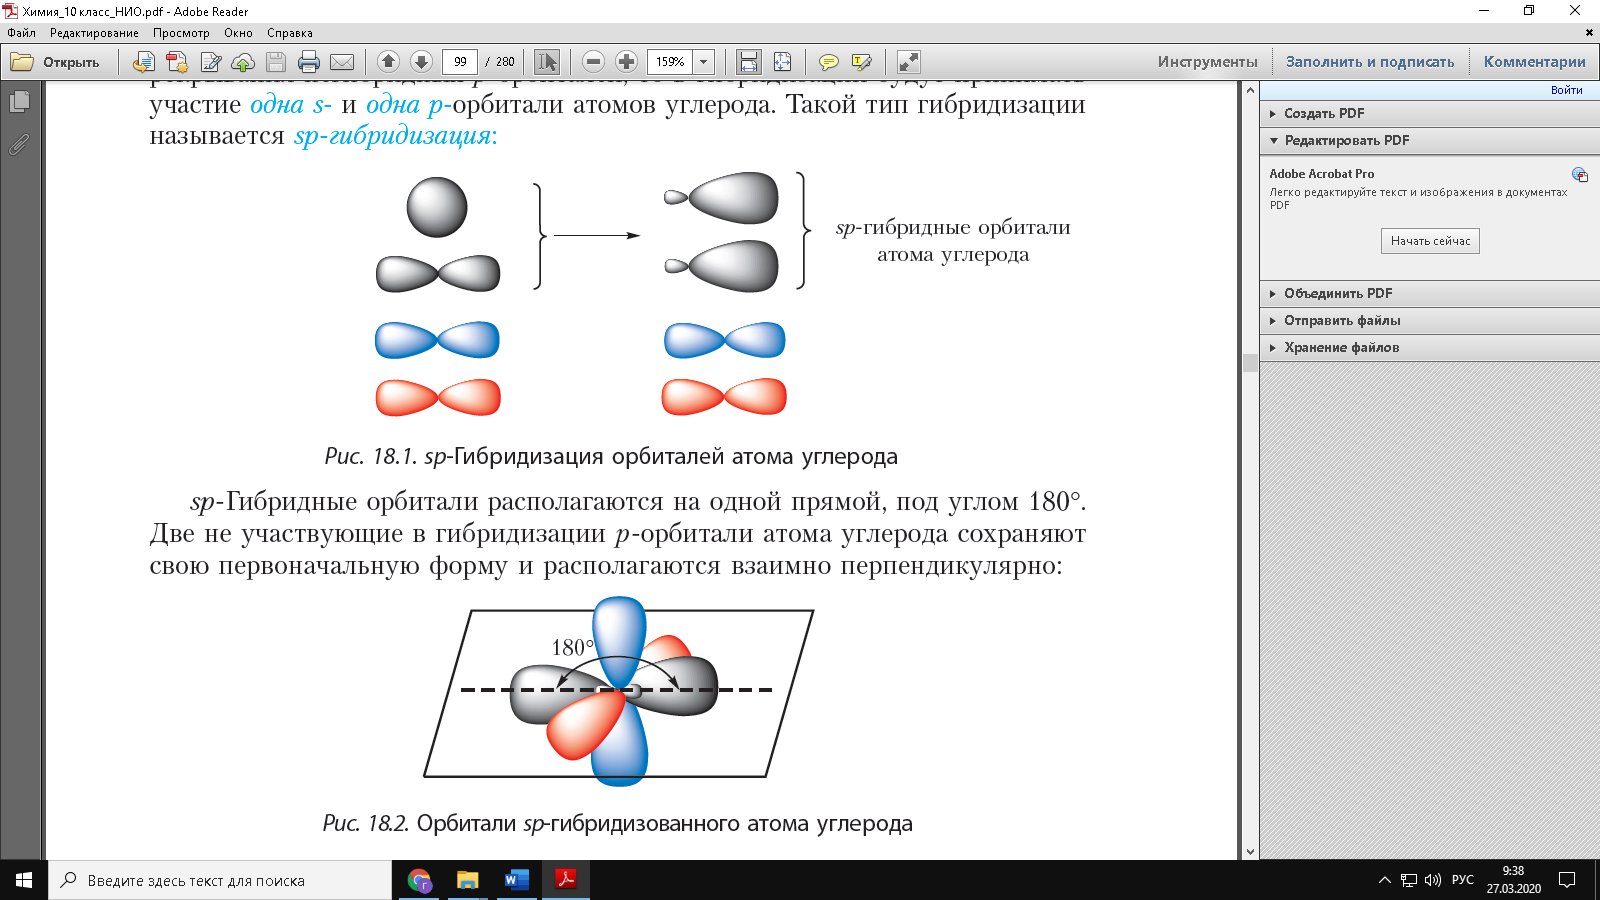 Химия_10 класс_НИО.pdf - Adobe Reader
Файл Редактирование Просмотр Окно Справка
Открыть 99 / 280 159% Инструменты Заполнить и подписать Комментарии
Войти
участие одна s- и одна p-орбитали атомов углерода. Такой тип гибридизации
называется sp-гибридизация:
sp-гибридные орбитали
атома углерода
Рис. 18.1. sp-Гибридизация орбиталей атома углерода
sp-Гибридные орбитали располагаются на одной прямой, под углом 180°.
Две не участвующие в гибридизации p-орбитали атома углерода сохраняют
свою первоначальную форму и располагаются взаимно перпендикулярно:
180°
Рис. 18.2. Орбитали sp-гибридизованного атома углерода
Создать PDF
Редактировать PDF
Adobe Acrobat Pro
Легко редактируйте текст и изображения в документах
PDF
Начать сейчас
Объединить PDF
Отправить файлы
Хранение файлов
Введите здесь текст для поиска
РУС
9:38
27.03.2020